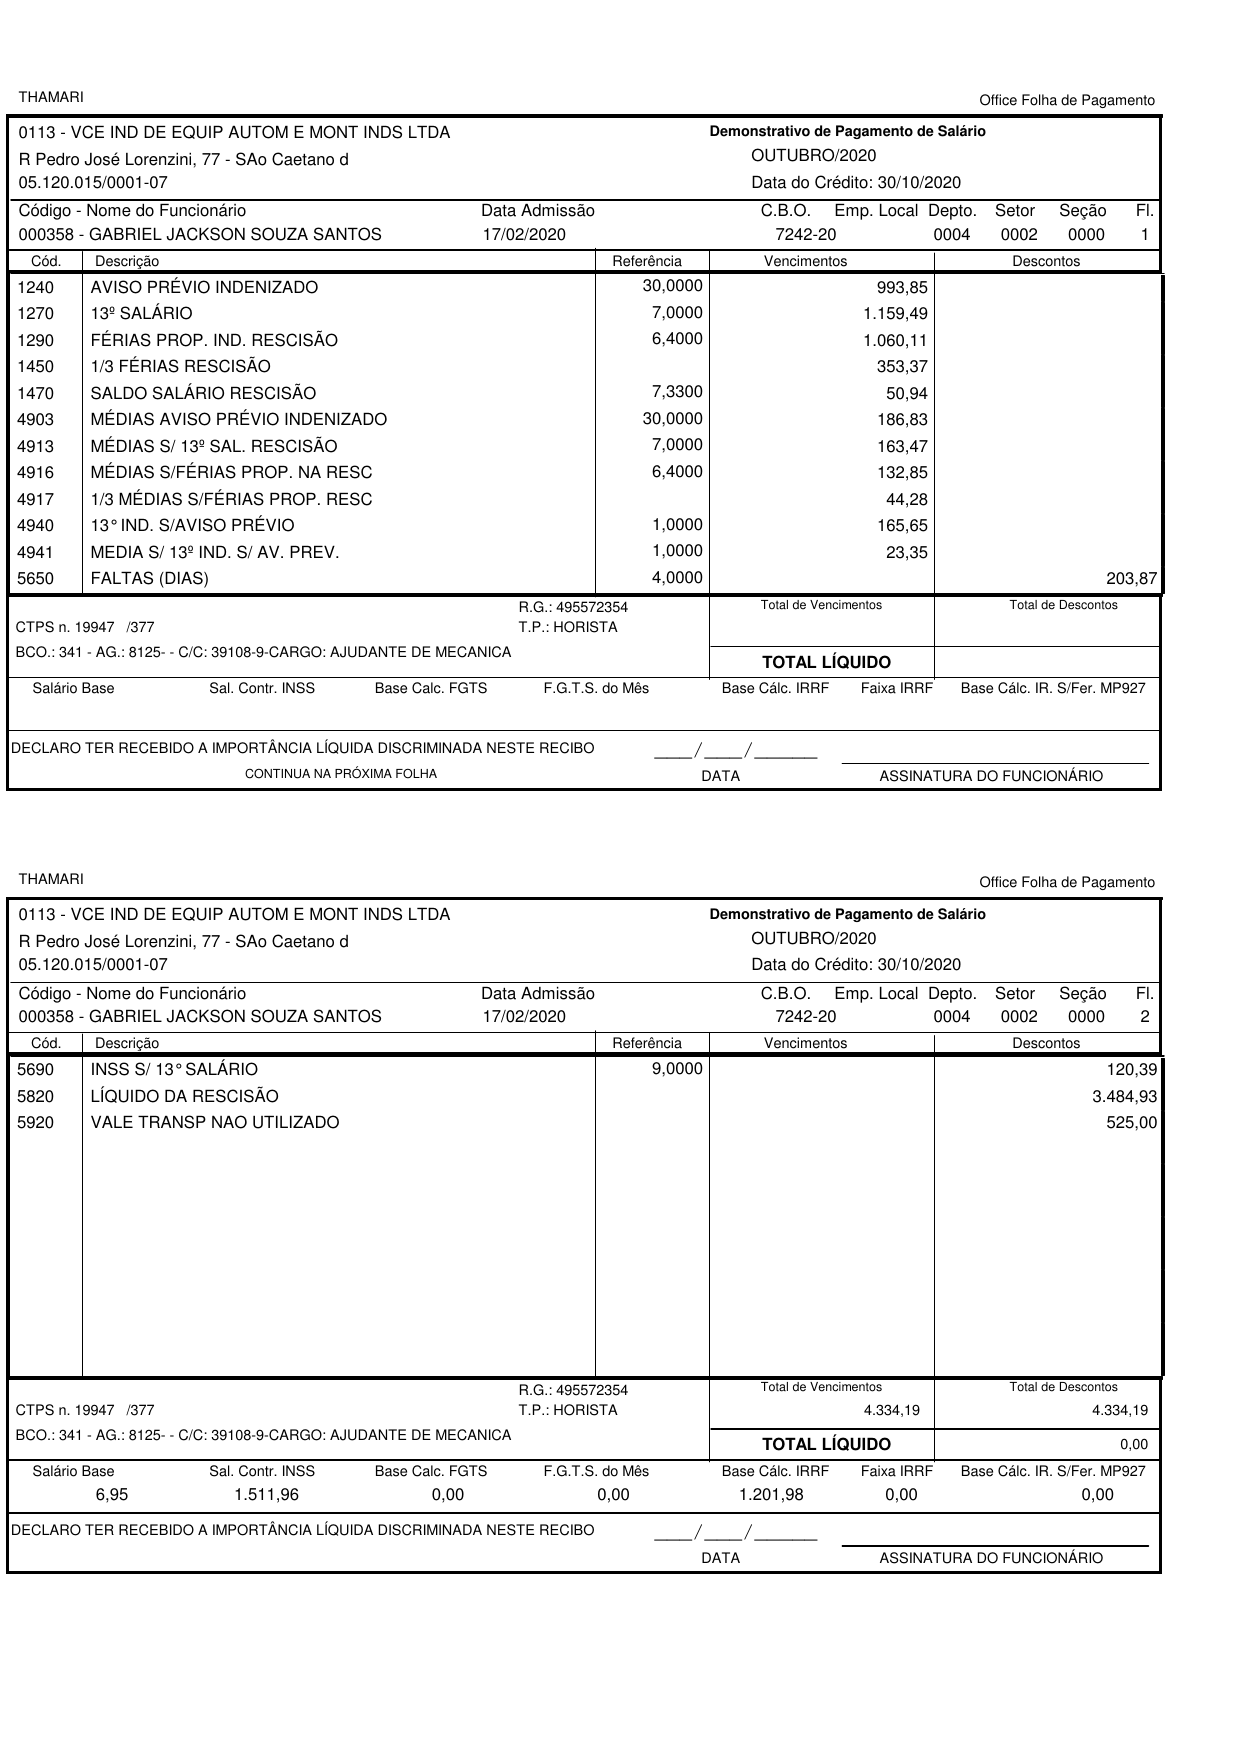 THAMARI
Office Folha de Pagamento
0113 - VCE IND DE EQUIP AUTOM E MONT INDS LTDA Demonstrativo de Pagamento de Salário
R Pedro José Lorenzini, 77 - SAo Caetano d OUTUBRO/2020
05.120.015/0001-07 Data do Crédito: 30/10/2020
Código - Nome do Funcionário Data Admissão C.B.O. Emp. Local Depto. Setor Seção Fl.
000358 - GABRIEL JACKSON SOUZA SANTOS 17/02/2020 7242-20 0004 0002 0000 1
Cód. Descrição Referência Vencimentos Descontos
1240 AVISO PRÉVIO INDENIZADO 30,0000 993,85
1270 13º SALÁRIO 7,0000 1.159,49
1290 FÉRIAS PROP. IND. RESCISÃO 6,4000 1.060,11
1450 1/3 FÉRIAS RESCISÃO 353,37
1470 SALDO SALÁRIO RESCISÃO 7,3300 50,94
4903 MÉDIAS AVISO PRÉVIO INDENIZADO 30,0000 186,83
4913 MÉDIAS S/ 13º SAL. RESCISÃO 7,0000 163,47
4916 MÉDIAS S/FÉRIAS PROP. NA RESC 6,4000 132,85
4917 1/3 MÉDIAS S/FÉRIAS PROP. RESC 44,28
4940 13° IND. S/AVISO PRÉVIO 1,0000 165,65
4941 MEDIA S/ 13º IND. S/ AV. PREV. 1,0000 23,35
5650 FALTAS (DIAS) 4,0000 203,87
R.G.: 495572354 Total de Vencimentos Total de Descontos
CTPS n. 19947 /377 T.P.: HORISTA
BCO.: 341 - AG.: 8125- - C/C: 39108-9-CARGO: AJUDANTE DE MECANICA
TOTAL LÍQUIDO
Salário Base Sal. Contr. INSS Base Calc. FGTS F.G.T.S. do Mês Base Cálc. IRRF Faixa IRRF Base Cálc. IR. S/Fer. MP927
DECLARO TER RECEBIDO A IMPORTÂNCIA LÍQUIDA DISCRIMINADA NESTE RECIBO ____/____/______
CONTINUA NA PRÓXIMA FOLHA DATA ASSINATURA DO FUNCIONÁRIO
THAMARI
Office Folha de Pagamento
0113 - VCE IND DE EQUIP AUTOM E MONT INDS LTDA Demonstrativo de Pagamento de Salário
R Pedro José Lorenzini, 77 - SAo Caetano d OUTUBRO/2020
05.120.015/0001-07 Data do Crédito: 30/10/2020
Código - Nome do Funcionário Data Admissão C.B.O. Emp. Local Depto. Setor Seção Fl.
000358 - GABRIEL JACKSON SOUZA SANTOS 17/02/2020 7242-20 0004 0002 0000 2
Cód. Descrição Referência Vencimentos Descontos
5690 INSS S/ 13° SALÁRIO 9,0000 120,39
5820 LÍQUIDO DA RESCISÃO 3.484,93
5920 VALE TRANSP NAO UTILIZADO 525,00
R.G.: 495572354 Total de Vencimentos Total de Descontos
CTPS n. 19947 /377 T.P.: HORISTA 4.334,19 4.334,19
BCO.: 341 - AG.: 8125- - C/C: 39108-9-CARGO: AJUDANTE DE MECANICA
TOTAL LÍQUIDO 0,00
Salário Base Sal. Contr. INSS Base Calc. FGTS F.G.T.S. do Mês Base Cálc. IRRF Faixa IRRF Base Cálc. IR. S/Fer. MP927
6,95 1.511,96 0,00 0,00 1.201,98 0,00 0,00
DECLARO TER RECEBIDO A IMPORTÂNCIA LÍQUIDA DISCRIMINADA NESTE RECIBO ____/____/______
DATA ASSINATURA DO FUNCIONÁRIO